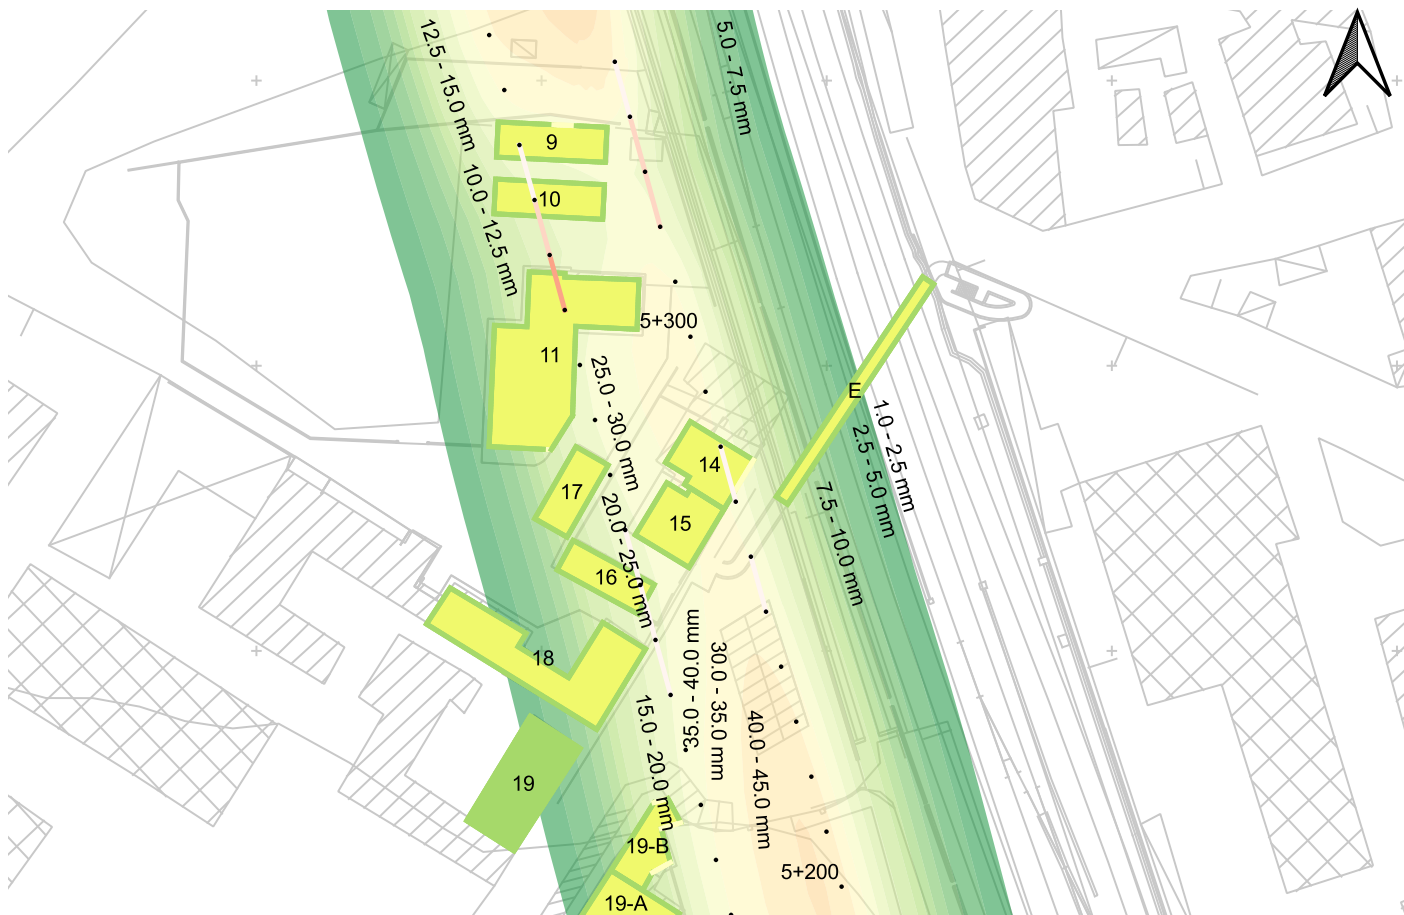 12.5 - 15.0 mm
5.0 - 7.5 mm
9
10.0 - 12.5 mm
10
5+300
11
25.0 - 30.0 mm
E
1.0 - 2.5 mm
2.5 - 5.0 mm
14
7.5 - 10.0 mm
17
20.0 - 25.0 mm
15
16
18
35.0 - 40.0 mm
30.0 - 35.0 mm
15.0 - 20.0 mm
40.0 - 45.0 mm
19
19-B
5+200
19-A